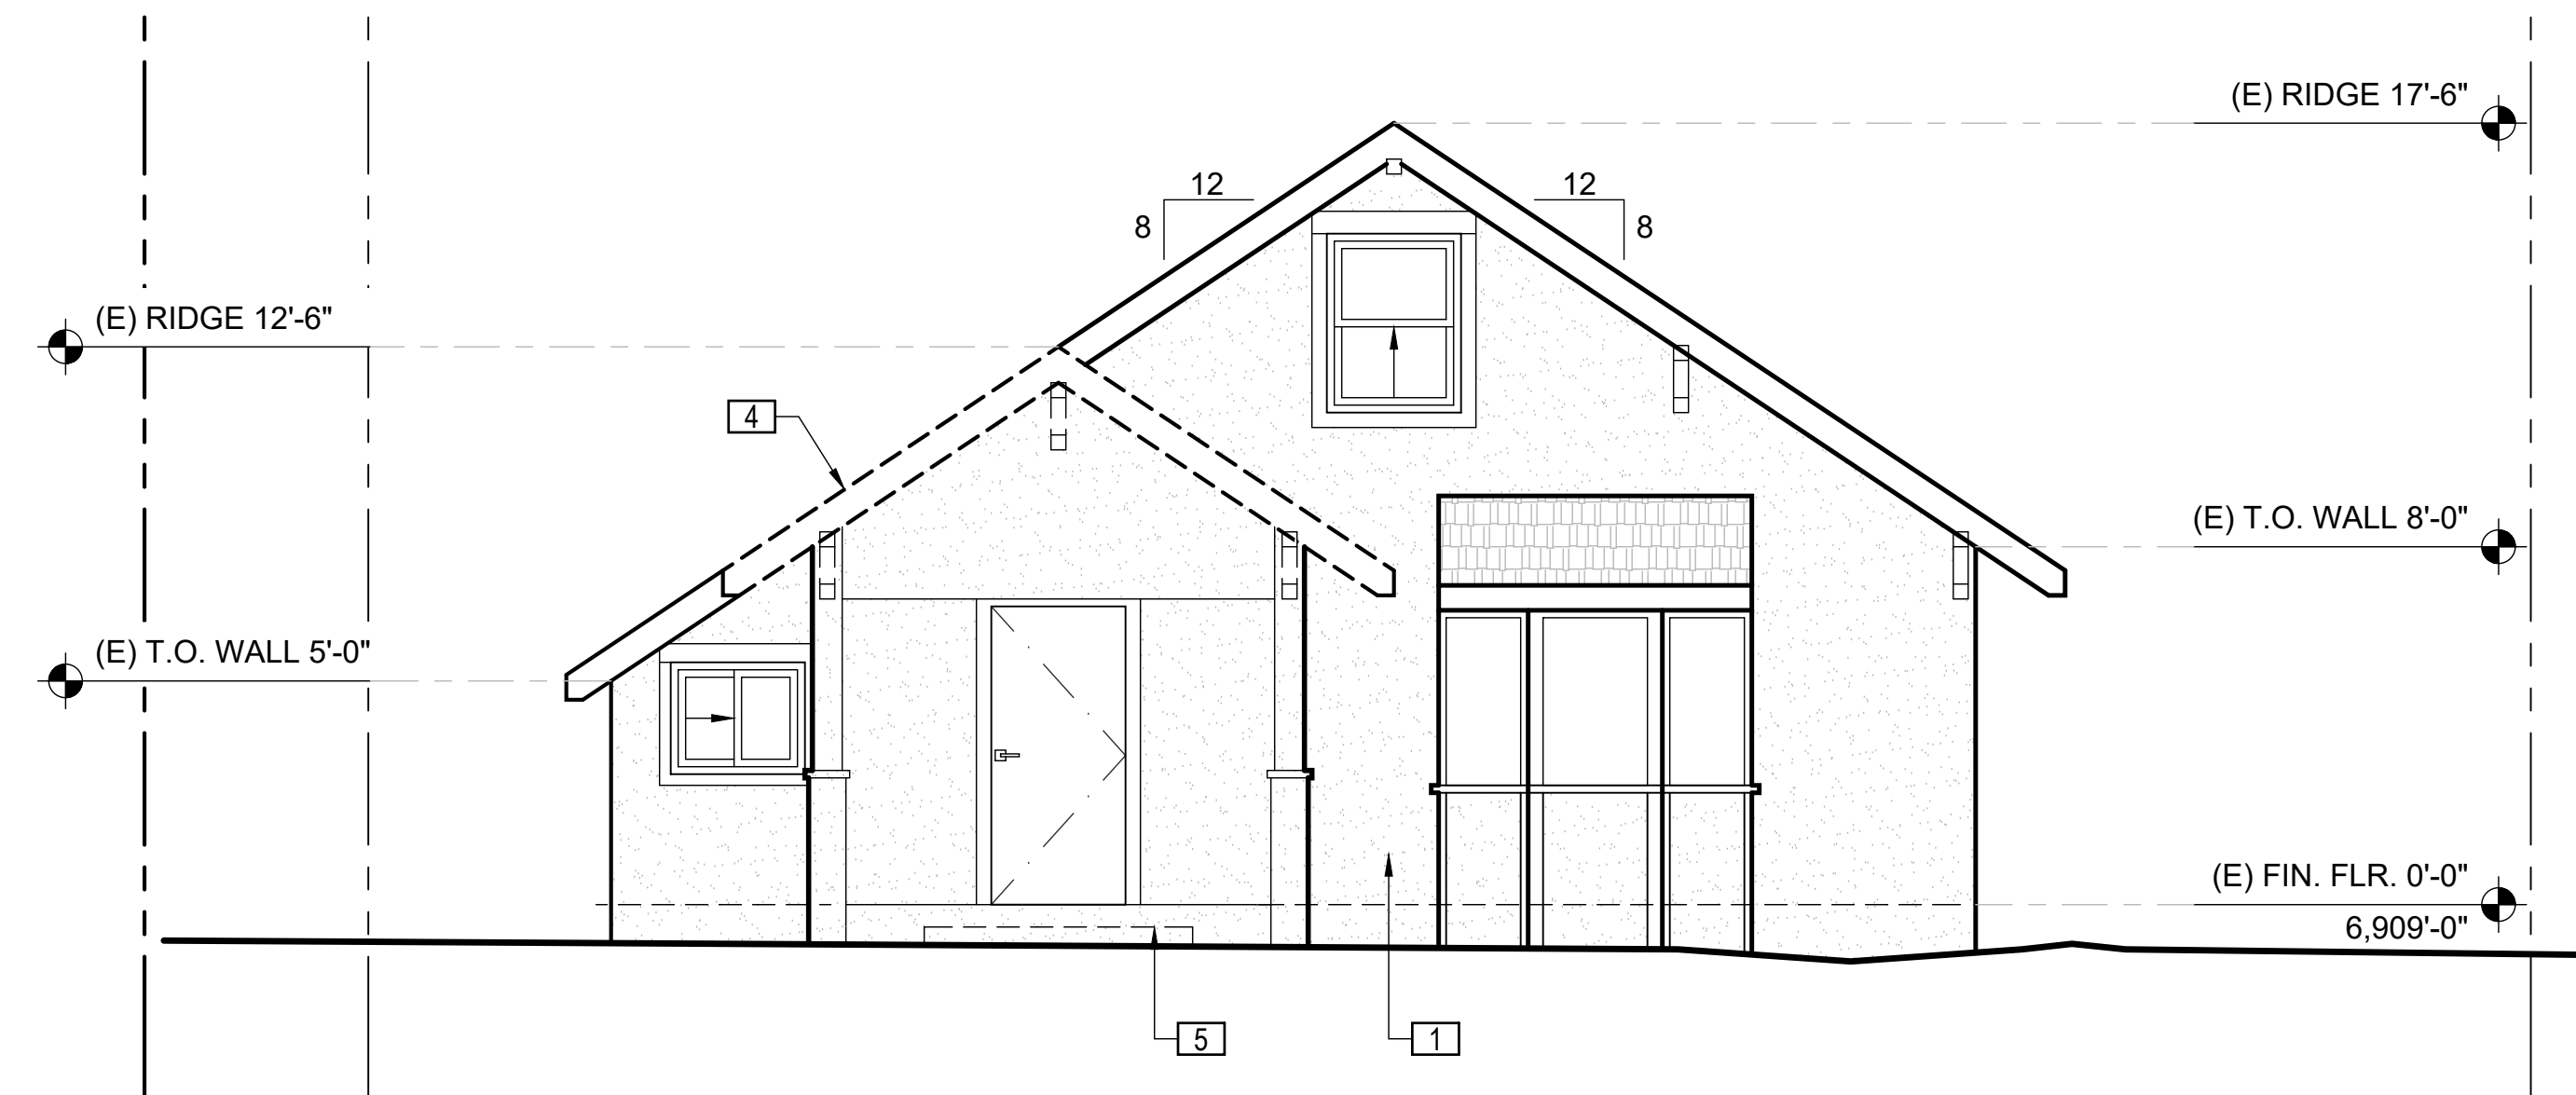 (E) RIDGE 17'-6"
12
12
8
8
(E) RIDGE 12'-6"
4
(E) T.O. WALL 8'-0"
(E) T.O. WALL 5'-0"
(E) FIN. FLR. 0'-0"
6,909'-0"
5
1